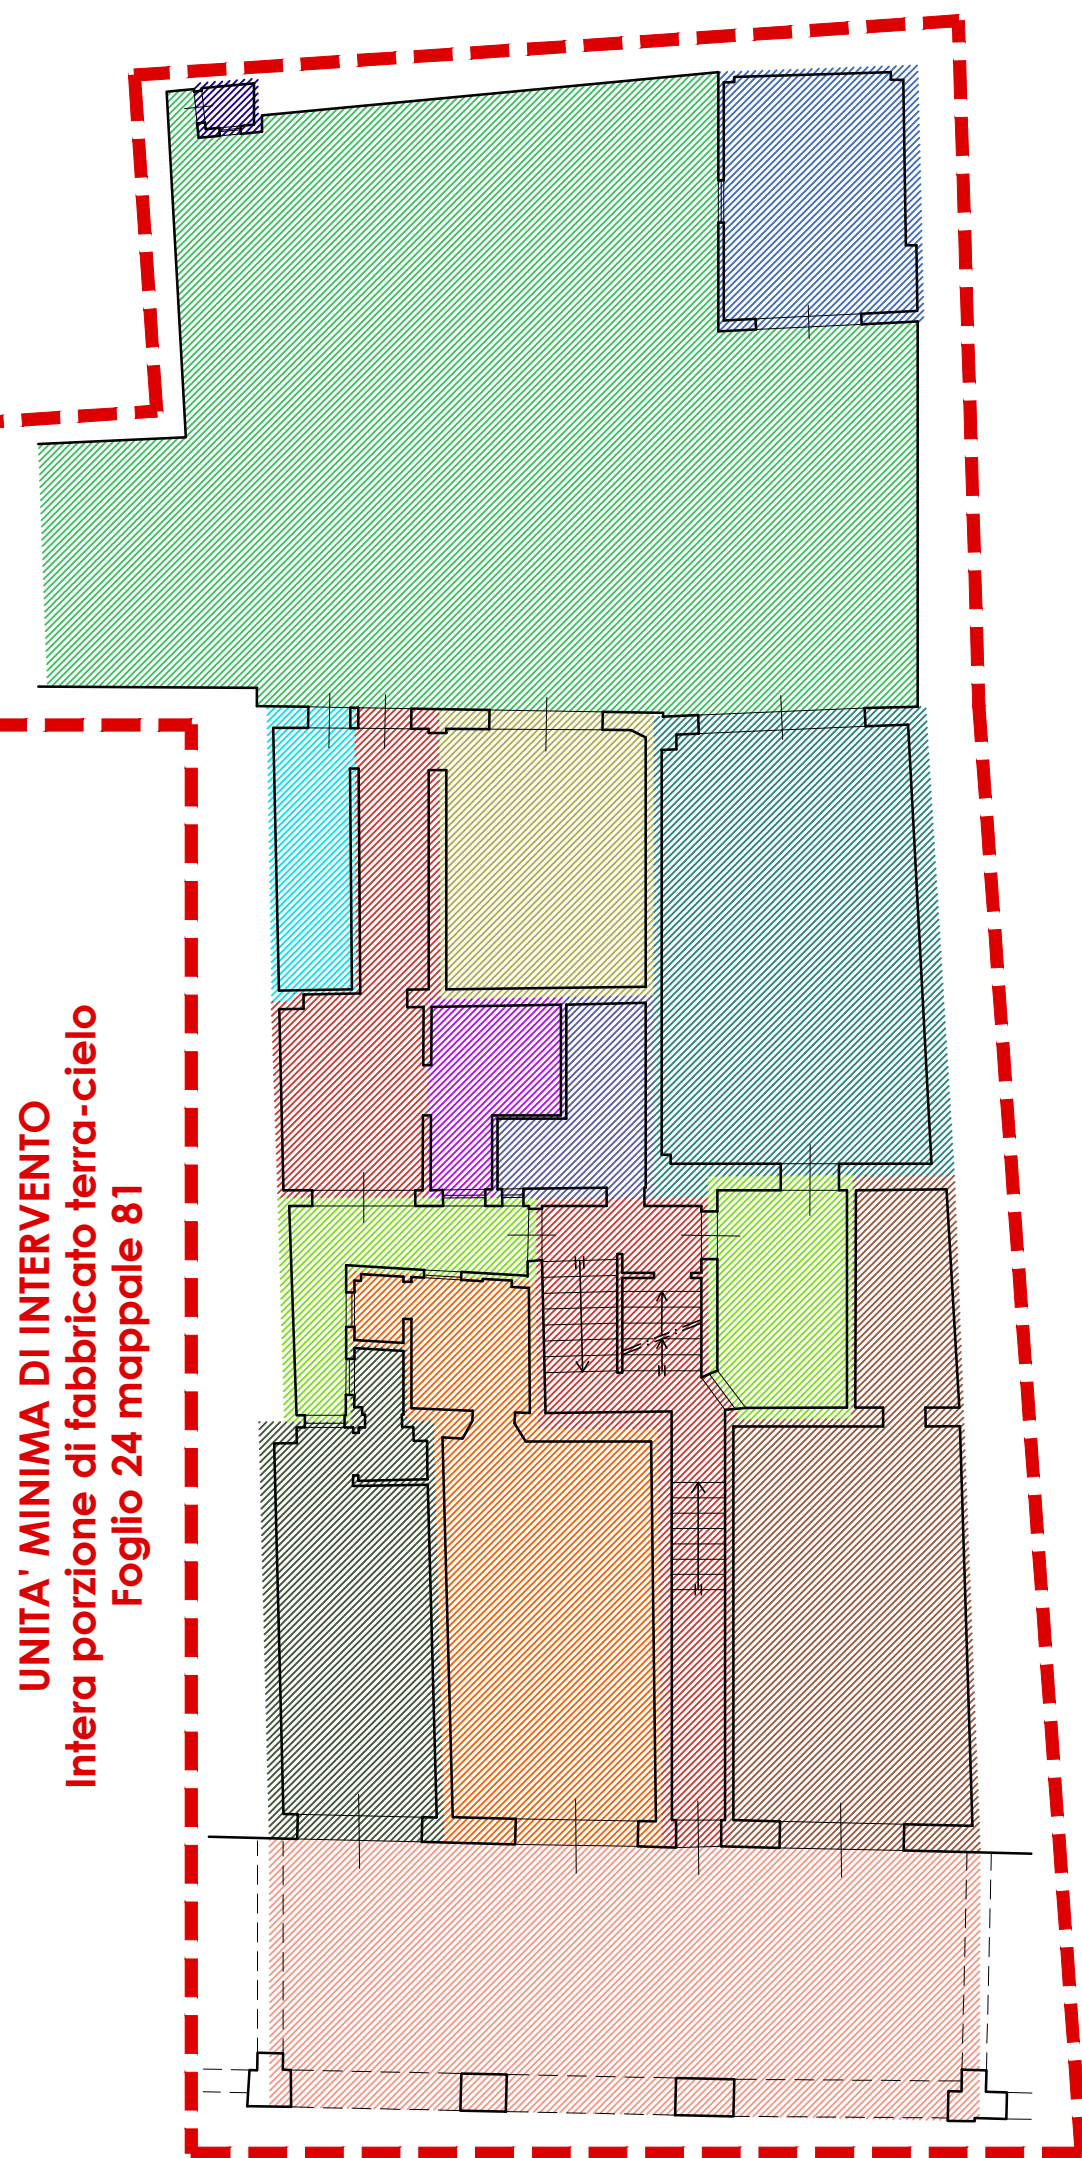 UNITA' MINIMA DI INTERVENTO
Intera porzione di fabbricato terra-cielo
Foglio 24 mappale 81